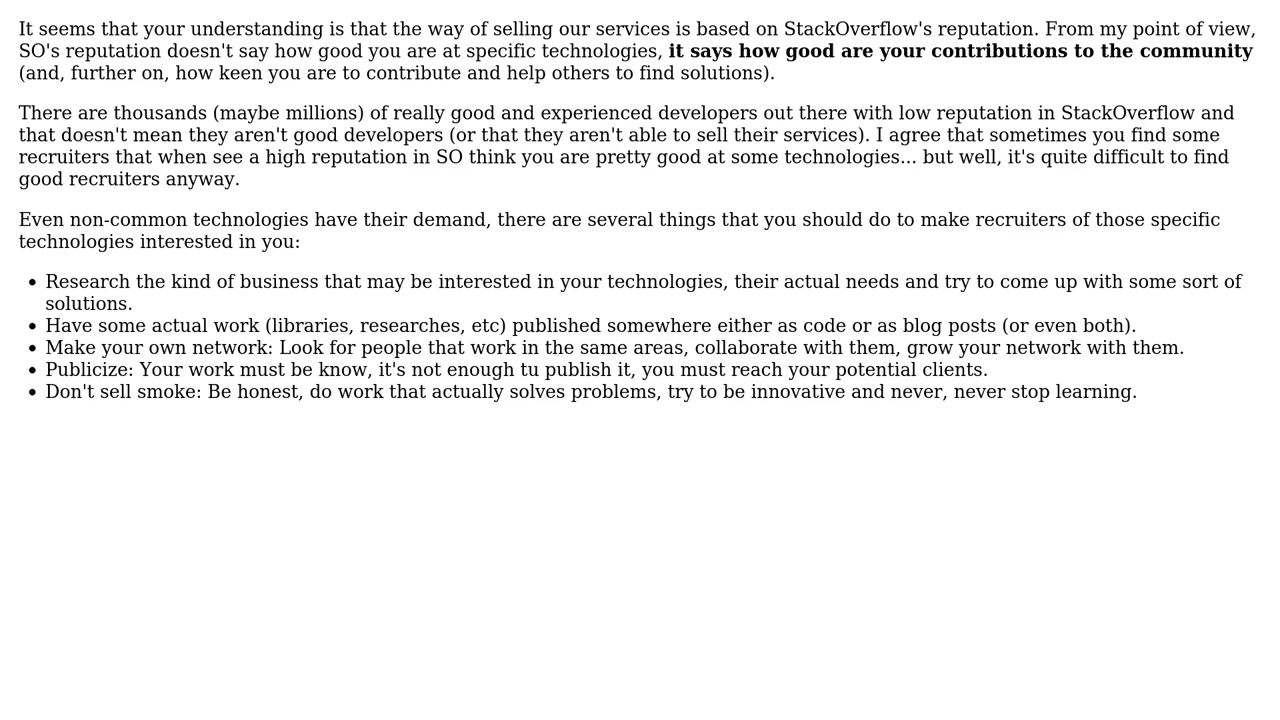 It seems that your understanding is that the way of selling our services is based on StackOverflow's reputation. From my point of view,
SO's reputation doesn't say how good you are at specific technologies, it says how good are your contributions to the community
(and, further on, how keen you are to contribute and help others to find solutions).
There are thousands (maybe millions) of really good and experienced developers out there with low reputation in StackOverflow and
that doesn't mean they aren't good developers (or that they aren't able to sell their services). I agree that sometimes you find some
recruiters that when see a high reputation in SO think you are pretty good at some technologies... but well, it's quite difficult to find
good recruiters anyway.
Even non-common technologies have their demand, there are several things that you should do to make recruiters of those specific
technologies interested in you:
• Research the kind of business that may be interested in your technologies, their actual needs and try to come up with some sort of
solutions.
• Have some actual work (libraries, researches, etc) published somewhere either as code or as blog posts (or even both).
• Make your own network: Look for people that work in the same areas, collaborate with them, grow your network with them.
• Publicize: Your work must be know, it's not enough tu publish it, you must reach your potential clients.
• Don't sell smoke: Be honest, do work that actually solves problems, try to be innovative and never, never stop learning.